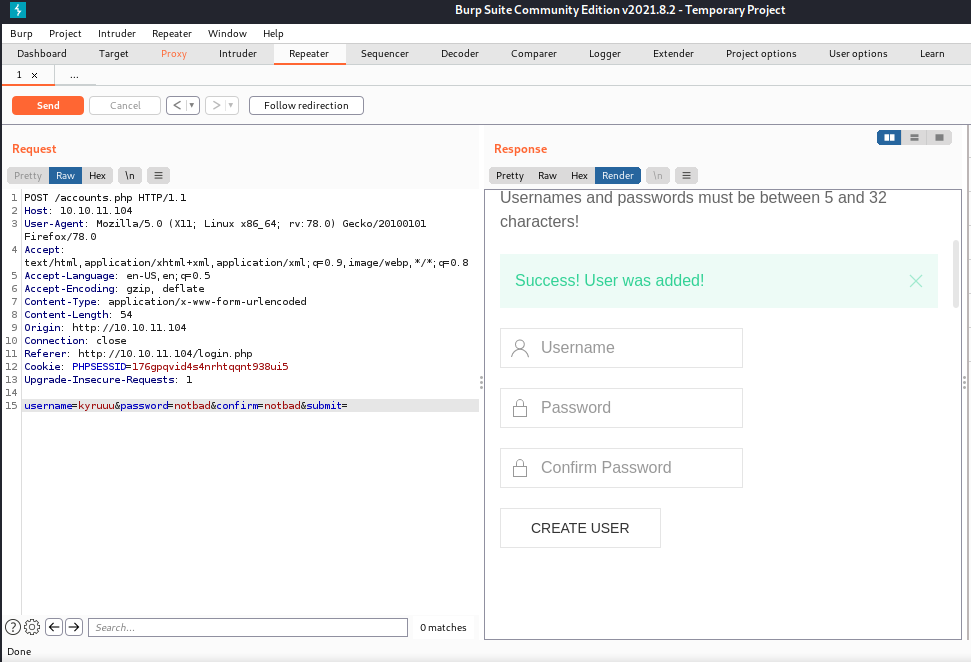 Burp Suite Community Edition v2021.8.2 - Temporary Project
Burp Project Intruder Repeater Window Help
Dashboard Target Proxy Intruder Repeater Sequencer Decoder Comparer Logger Extender Project options User options Learn
1 x ...
Send Cancel < > Follow redirection
Request
Pretty Raw Hex \n
1 POST /accounts.php HTTP/1.1
2 Host: 10.10.11.104
3 User-Agent: Mozilla/5.0 (X11; Linux x86_64; rv:78.0) Gecko/20100101
Firefox/78.0
4 Accept:
text/html,application/xhtml+xml,application/xml;q=0.9,image/webp,*/*;q=0.8
5 Accept-Language: en-US,en;q=0.5
6 Accept-Encoding: gzip, deflate
7 Content-Type: application/x-www-form-urlencoded
8 Content-Length: 54
9 Origin: http://10.10.11.104
10 Connection: close
11 Referer: http://10.10.11.104/login.php
12 Cookie: PHPSESSID=176gpqvid4s4nrhtqqnt938ui5
13 Upgrade-Insecure-Requests: 1
14
15 username=kyruuu&password=notbad&confirm=notbad&submit=
Search... 0 matches
Response
Pretty Raw Hex Render \n
Usernames and passwords must be between 5 and 32
characters!
Success! User was added!
Username
Password
Confirm Password
CREATE USER
Done